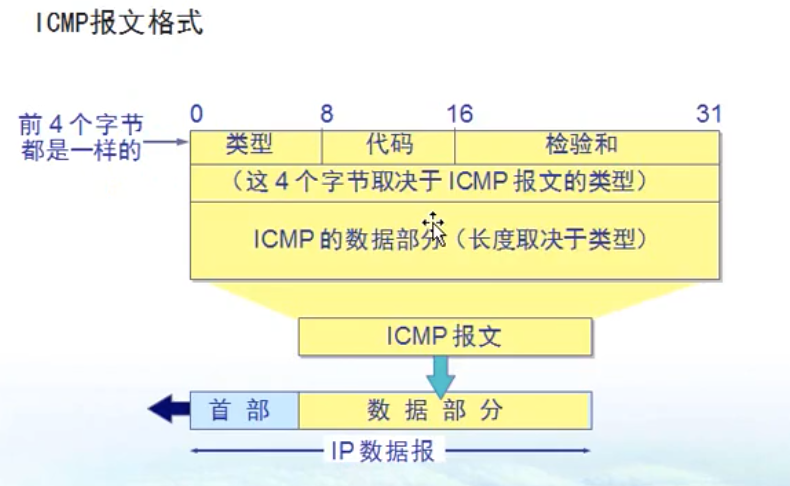 ICMP报文格式
0 8 16 31
前 4 个字节
都是一样的
类型 代码 检验和
（这 4 个字节取决于 ICMP 报文的类型）
ICMP 的数据部分（长度取决于类型）
ICMP 报文
首 部 数 据 部 分
IP 数据报